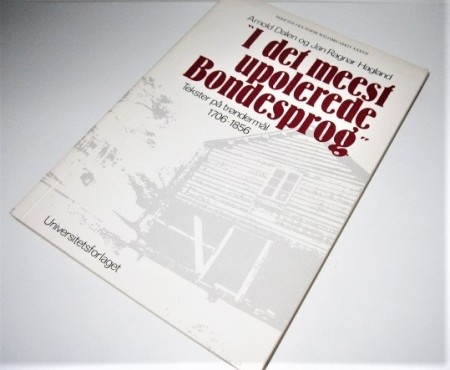 Arnold Dalen og Jan Ragnar Hagland
"I det meest
upolerede
Bondesprog"
Tekster på trøndermål
1706-1856
Universitetsforlaget